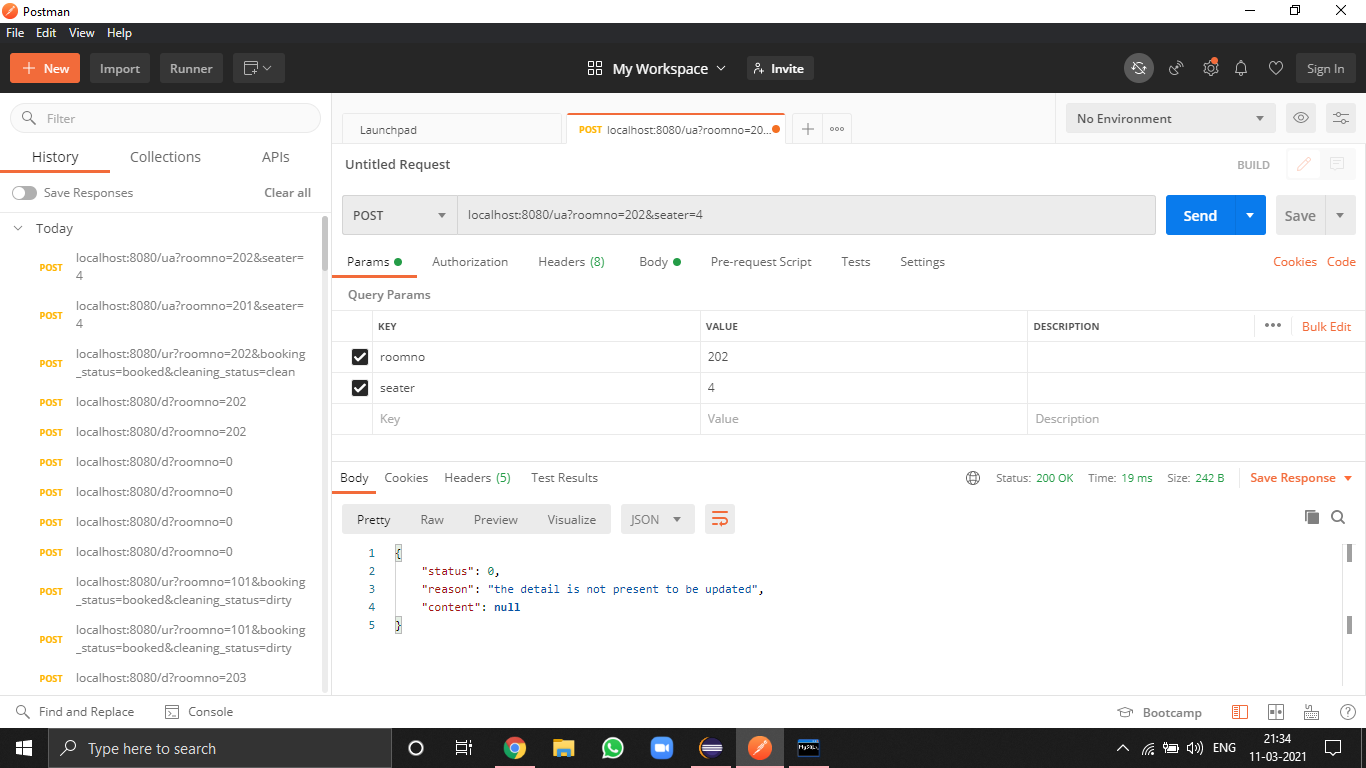 Postman
File Edit View Help
New Import Runner My Workspace Invite Sign In
Filter
History Collections APIs
Save Responses Clear all
Today
POST localhost:8080/ua?roomno=202&seater=
4
POST localhost:8080/ua?roomno=201&seater=
4
POST localhost:8080/ur?roomno=202&booking
_status=booked&cleaning_status=clean
POST localhost:8080/d?roomno=202
POST localhost:8080/d?roomno=202
POST localhost:8080/d?roomno=0
POST localhost:8080/d?roomno=0
POST localhost:8080/d?roomno=0
POST localhost:8080/d?roomno=0
POST localhost:8080/ur?roomno=101&booking
_status=booked&cleaning_status=dirty
POST localhost:8080/ur?roomno=101&booking
_status=booked&cleaning_status=dirty
POST localhost:8080/d?roomno=203
Launchpad POST localhost:8080/ua?roomno=20... No Environment
Untitled Request BUILD
POST localhost:8080/ua?roomno=202&seater=4 Send Save
Params Authorization Headers (8) Body Pre-request Script Tests Settings Cookies Code
Query Params
KEY VALUE DESCRIPTION Bulk Edit
roomno 202
seater 4
Key Value Description
Body Cookies Headers (5) Test Results Status: 200 OK Time: 19 ms Size: 242 B Save Response
Pretty Raw Preview Visualize JSON
1 {
2 "status": 0,
3 "reason": "the detail is not present to be updated",
4 "content": null
5 }
Find and Replace Console Bootcamp
Type here to search MySQL ENG 21:34
11-03-2021